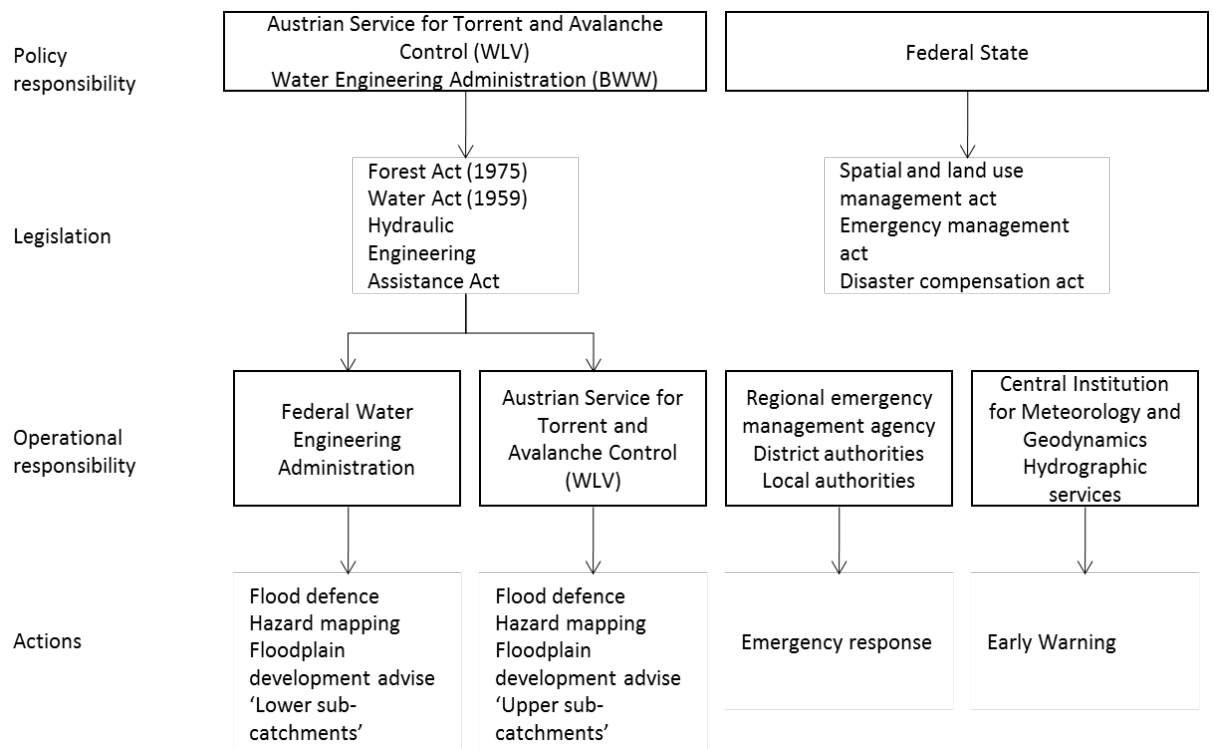 Policy
responsibility
Austrian Service for Torrent and Avalanche
Control (WLV)
Water Engineering Administration (BWW)
Federal State
Legislation
Forest Act (1975)
Water Act (1959)
Hydraulic
Engineering
Assistance Act
Spatial and land use
management act
Emergency management
act
Disaster compensation act
Operational
responsibility
Federal Water
Engineering
Administration
Austrian Service for
Torrent and
Avalanche Control
(WLV)
Regional emergency
management agency
District authorities
Local authorities
Central Institution
for Meteorology and
Geodynamics
Hydrographic
services
Actions
Flood defence
Hazard mapping
Floodplain
development advise
‘Lower sub-
catchments’
Flood defence
Hazard mapping
Floodplain
development advise
‘Upper sub-
catchments’
Emergency response
Early Warning